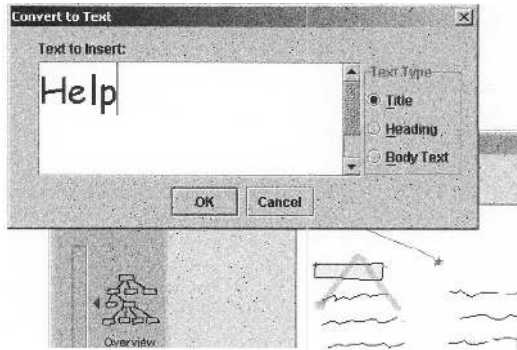 Convert to Text
Text to Insert:
Help
Text Type
Title
Heading
Body Text
OK
Cancel
Overview